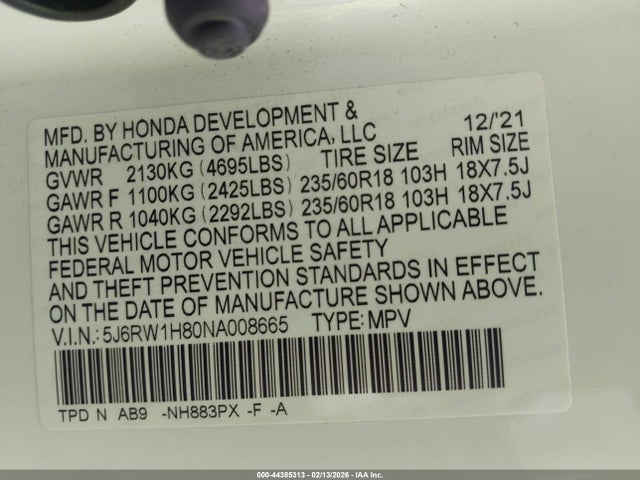 MFD. BY HONDA DEVELOPMENT &
MANUFACTURING OF AMERICA, LLC 12/'21
GVWR 2130KG (4695LBS) TIRE SIZE RIM SIZE
GAWR F 1100KG (2425LBS) 235/60R18 103H 18X7.5J
GAWR R 1040KG (2292LBS) 235/60R18 103H 18X7.5J
THIS VEHICLE CONFORMS TO ALL APPLICABLE
FEDERAL MOTOR VEHICLE SAFETY
AND THEFT PREVENTION STANDARDS IN EFFECT
ON THE DATE OF MANUFACTURE SHOWN ABOVE.
V.I.N.: 5J6RW1H80NA008665 TYPE: MPV
TPD N AB9 -NH883PX -F -A
000-44385313 - 02/13/2026 - IAA Inc.